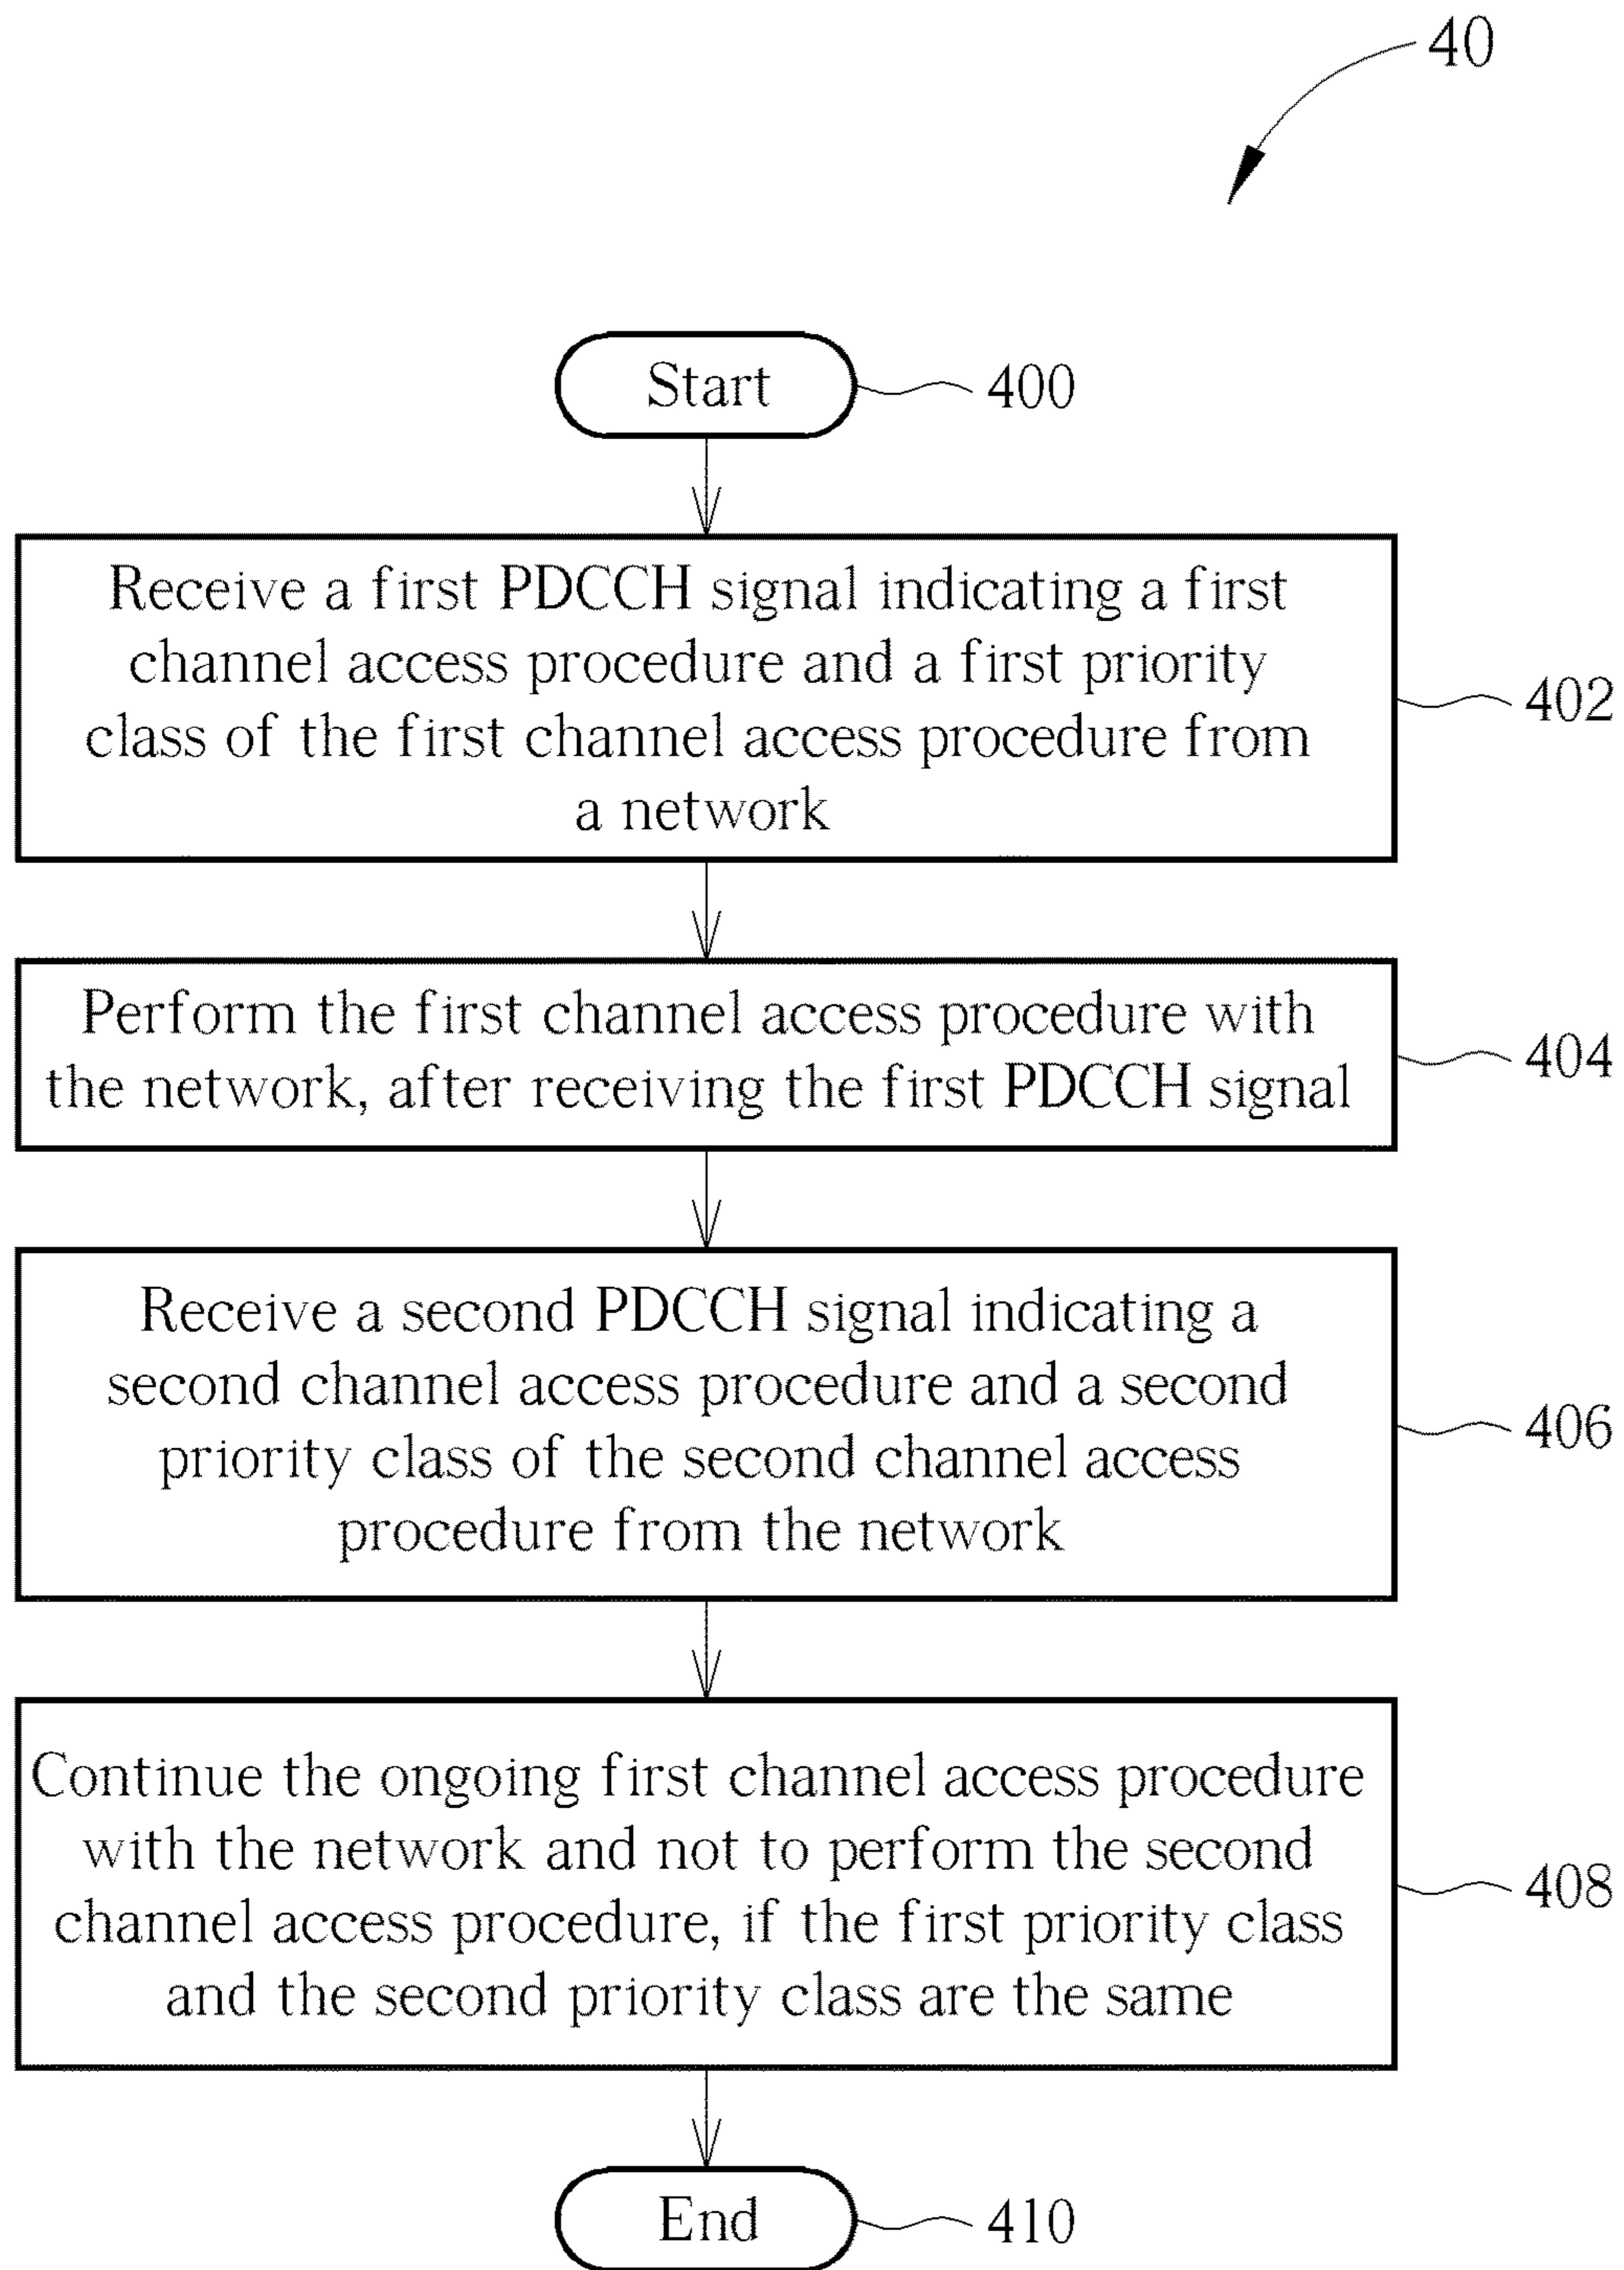 40
Start
400
Receive a first PDCCH signal indicating a first
channel access procedure and a first priority
class of the first channel access procedure from
a network
402
Perform the first channel access procedure with
the network, after receiving the first PDCCH signal
404
Receive a second PDCCH signal indicating a
second channel access procedure and a second
priority class of the second channel access
procedure from the network
406
Continue the ongoing first channel access procedure
with the network and not to perform the second
channel access procedure, if the first priority class
and the second priority class are the same
408
End
410